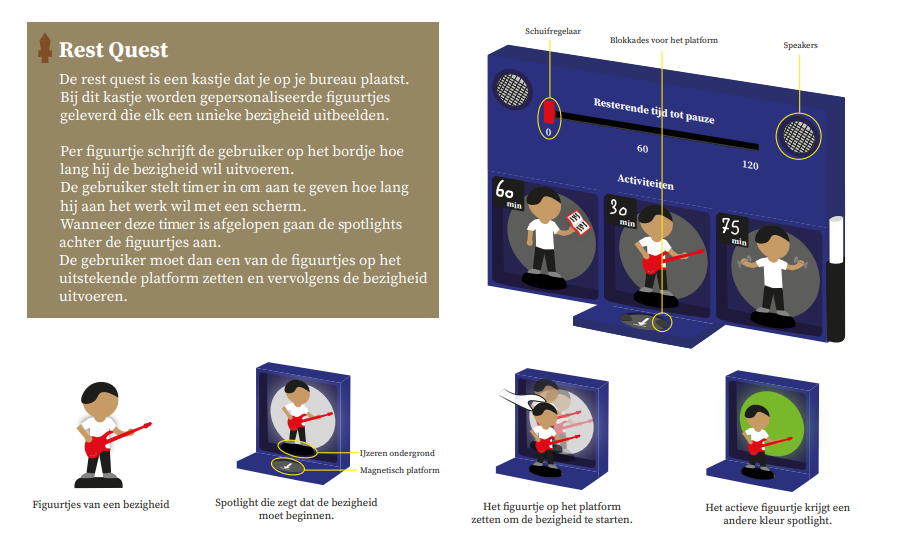 Rest Quest
De rest quest is een kastje dat je op je bureau plaatst.
Bij dit kastje worden gepersonaliseerde figuurtjes
geleverd die elk een unieke bezigheid uitbeelden.
Per figuurtje schrijft de gebruiker op het bordje hoe
lang hij de bezigheid wil uitvoeren.
De gebruiker stelt timer in om aan te geven hoe lang
hij aan het werk wil met een scherm.
Wanneer deze timer is afgelopen gaan de spotlights
achter de figuurtjes aan.
De gebruiker moet dan een van de figuurtjes op het
uitstekende platform zetten en vervolgens de bezigheid
uitvoeren.
Schuifregelaar
Blokkades voor het platform
Speakers
Resterende tijd tot pauze
0
60
120
Activiteiten
60
min
30
min
75
min
IJzeren ondergrond
Magnetisch platform
Figuurtjes van een bezigheid
Spotlight die zegt dat de bezigheid
moet beginnen.
Het figuurtje op het platform
zetten om de bezigheid te starten.
Het actieve figuurtje krijgt een
andere kleur spotlight.